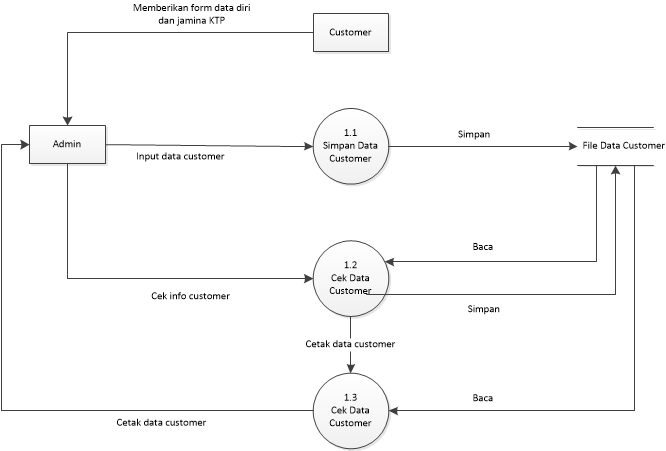 Memberikan form data diri
dan jamina KTP
Customer
Admin
Input data customer
1.1
Simpan Data
Customer
Simpan
File Data Customer
Baca
1.2
Cek Data
Customer
Cek info customer
Simpan
Cetak data customer
1.3
Cek Data
Customer
Baca
Cetak data customer